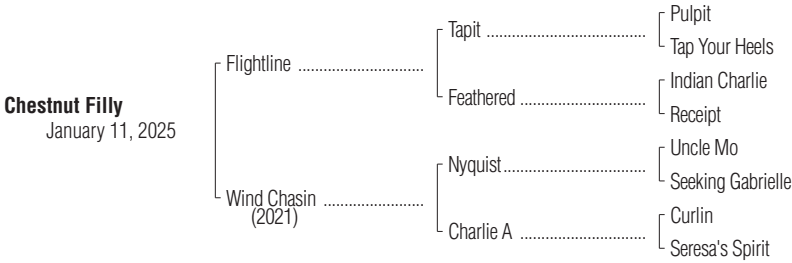 Chestnut Filly
January 11, 2025
Flightline
Wind Chasin
(2021)
Tapit
Feathered
Nyquist
Charlie A
Pulpit
Tap Your Heels
Indian Charlie
Receipt
Uncle Mo
Seeking Gabrielle
Curlin
Seresa's Spirit